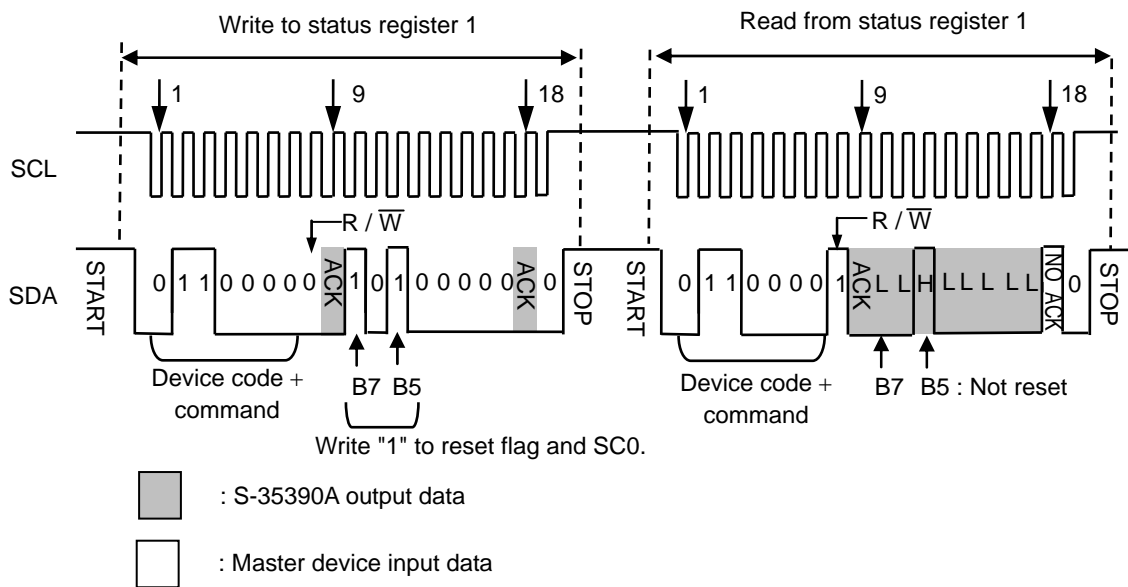 Write to status register 1
Read from status register 1
1 9 18 1 9 18
SCL
R / W R / W
SDA
START 0 1 1 0 0 0 0 0 ACK 1 0 1 0 0 0 0 0 ACK 0 STOP START 0 1 1 0 0 0 0 1 ACK L L H L L L L L NO ACK 0 STOP
Device code +
command
B7 B5
Write "1" to reset flag and SC0.
Device code +
command
B7 B5 : Not reset
: S-35390A output data
: Master device input data